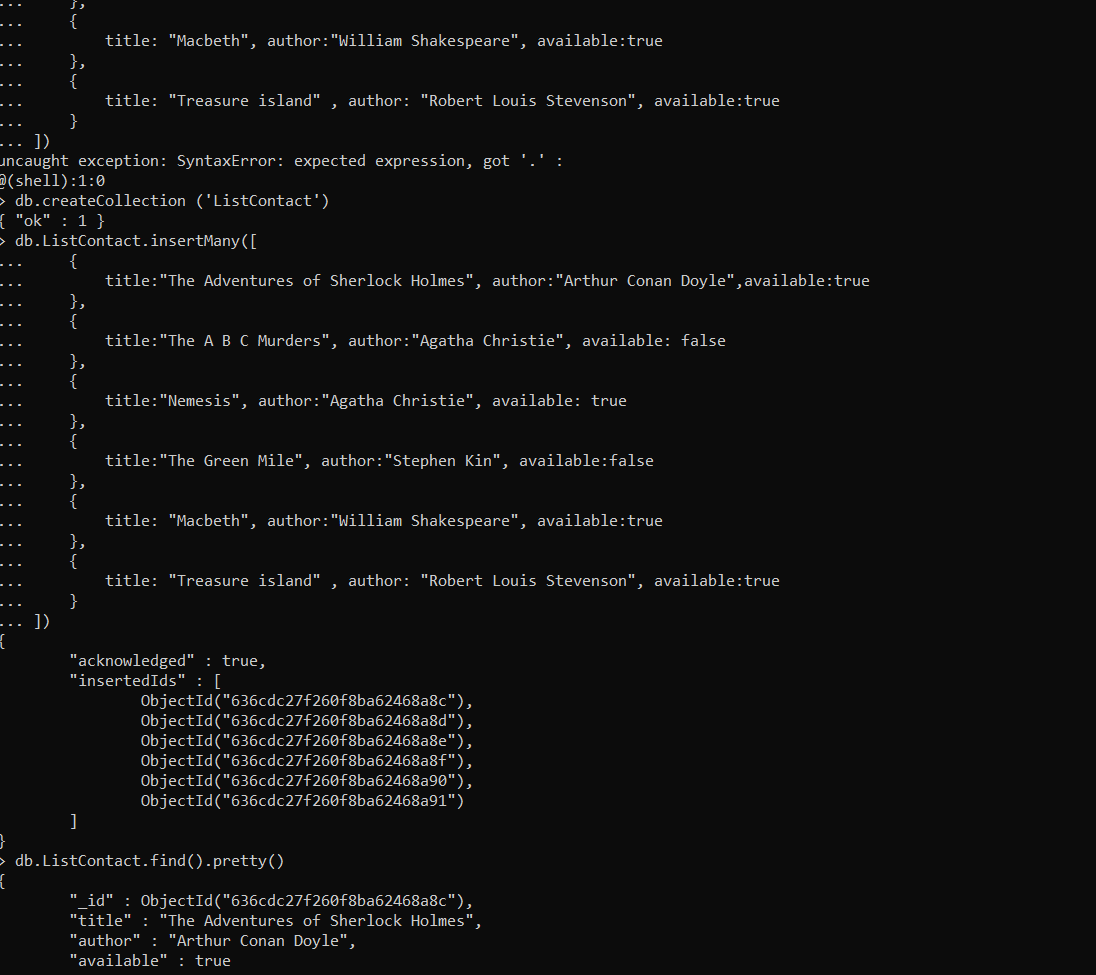 ...     },
...     {
...         title: "Macbeth", author:"William Shakespeare", available:true
...     },
...     {
...         title: "Treasure island" , author: "Robert Louis Stevenson", available:true
...     }
... ])
uncaught exception: SyntaxError: expected expression, got '.' :
@(shell):1:0
> db.createCollection ('ListContact')
{ "ok" : 1 }
> db.ListContact.insertMany([
...     {
...         title:"The Adventures of Sherlock Holmes", author:"Arthur Conan Doyle",available:true
...     },
...     {
...         title:"The A B C Murders", author:"Agatha Christie", available: false
...     },
...     {
...         title:"Nemesis", author:"Agatha Christie", available: true
...     },
...     {
...         title:"The Green Mile", author:"Stephen Kin", available:false
...     },
...     {
...         title: "Macbeth", author:"William Shakespeare", available:true
...     },
...     {
...         title: "Treasure island" , author: "Robert Louis Stevenson", available:true
...     }
... ])
{
        "acknowledged" : true,
        "insertedIds" : [
                ObjectId("636cdc27f260f8ba62468a8c"),
                ObjectId("636cdc27f260f8ba62468a8d"),
                ObjectId("636cdc27f260f8ba62468a8e"),
                ObjectId("636cdc27f260f8ba62468a8f"),
                ObjectId("636cdc27f260f8ba62468a90"),
                ObjectId("636cdc27f260f8ba62468a91")
        ]
}
> db.ListContact.find().pretty()
{
        "_id" : ObjectId("636cdc27f260f8ba62468a8c"),
        "title" : "The Adventures of Sherlock Holmes",
        "author" : "Arthur Conan Doyle",
        "available" : true